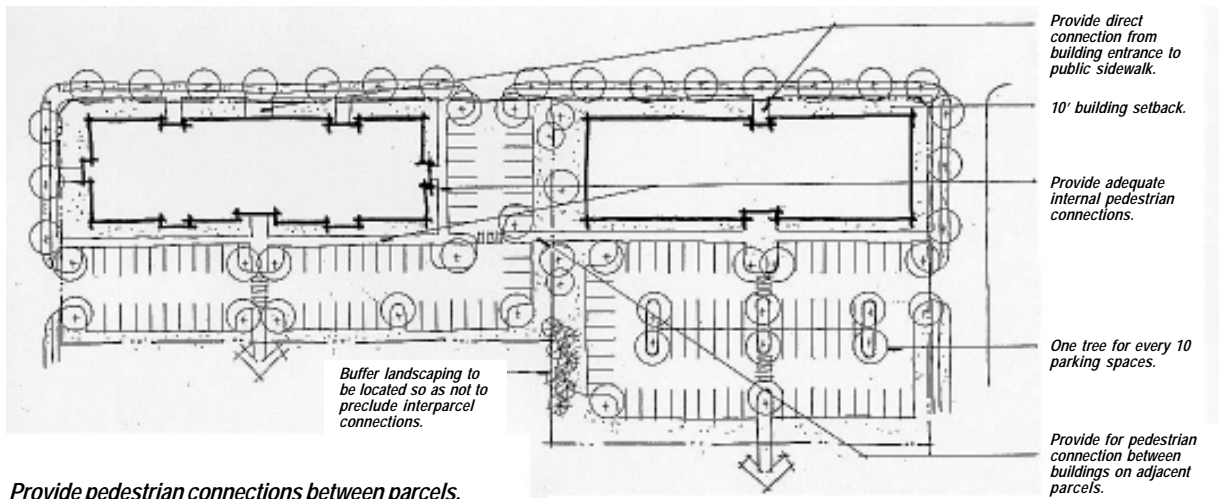 Provide direct
connection from
building entrance to
public sidewalk.
10' building setback.
Provide adequate
internal pedestrian
connections.
One tree for every 10
parking spaces.
Buffer landscaping to
be located so as not to
preclude interparcel
connections.
Provide for pedestrian
connection between
buildings on adjacent
parcels.
Provide pedestrian connections between parcels.